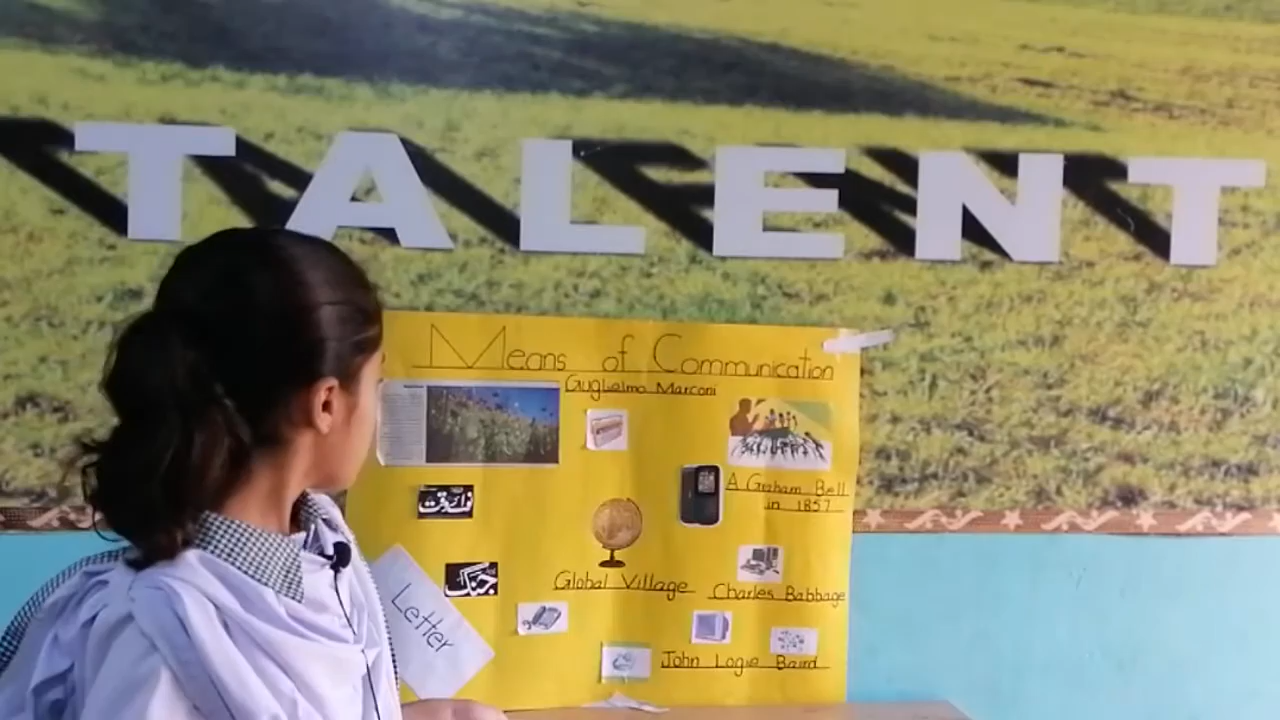 TALENT
Means of Communication
Guglielmo Marconi
A Graham Bell
in 1857
نوائے وقت
جنگ
Global Village
Charles Babbage
Letter
John Logie Baird